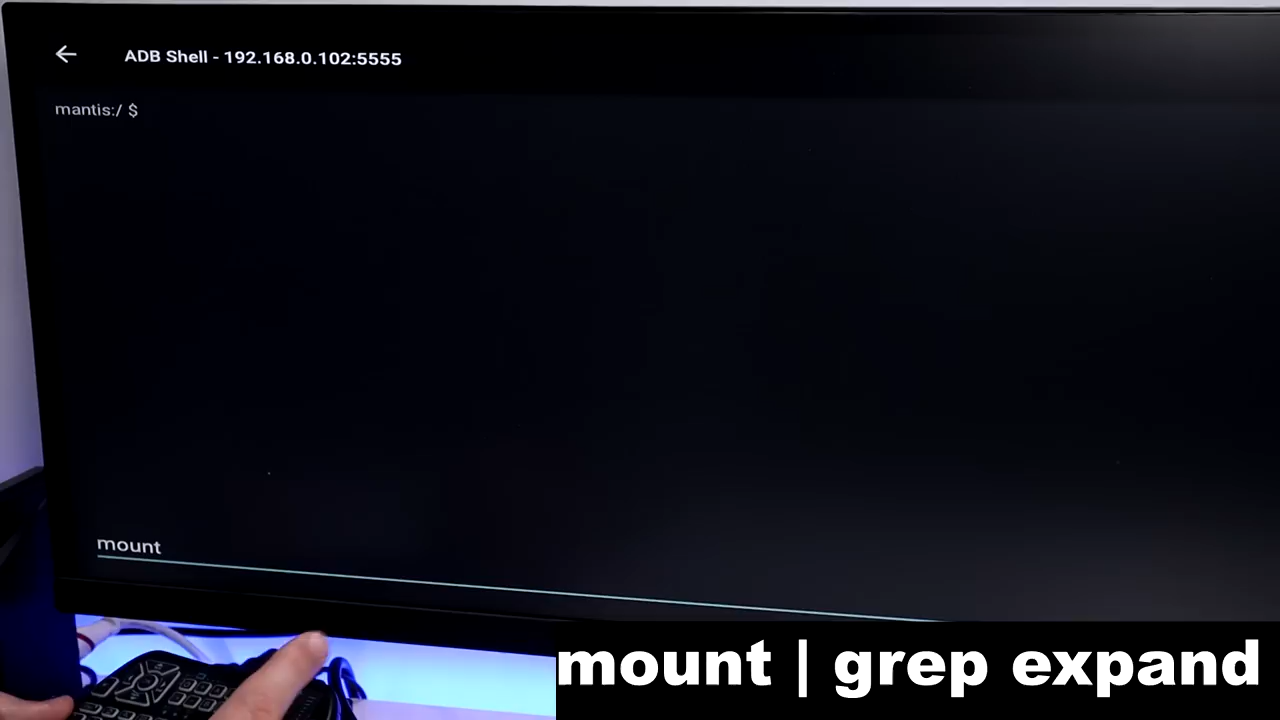 ADB Shell - 192.168.0.102:5555
mantis:/ $
mount
mount | grep expand